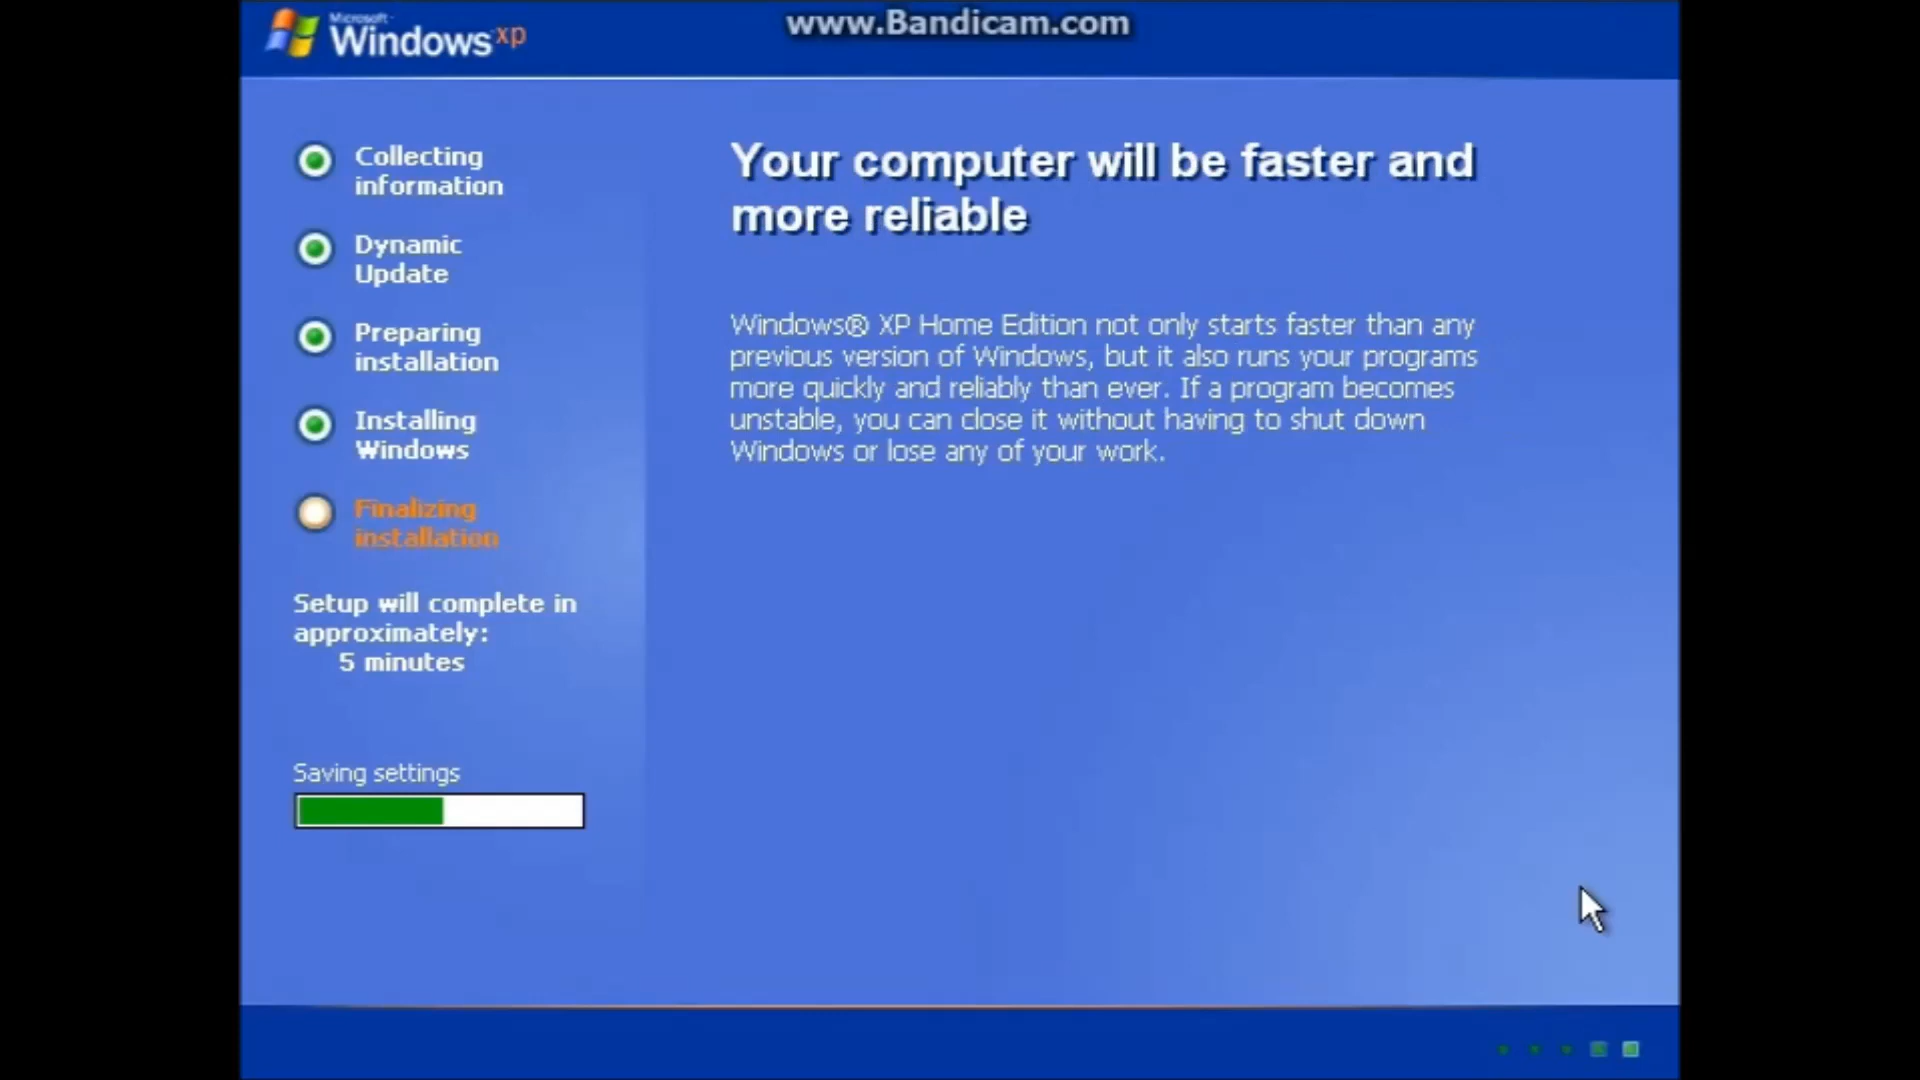 Microsoft
Windows xp
www.Bandicam.com
Collecting
information
Dynamic
Update
Preparing
installation
Installing
Windows
Finalizing
installation
Setup will complete in
approximately:
5 minutes
Saving settings
Your computer will be faster and
more reliable
Windows® XP Home Edition not only starts faster than any
previous version of Windows, but it also runs your programs
more quickly and reliably than ever. If a program becomes
unstable, you can close it without having to shut down
Windows or lose any of your work.